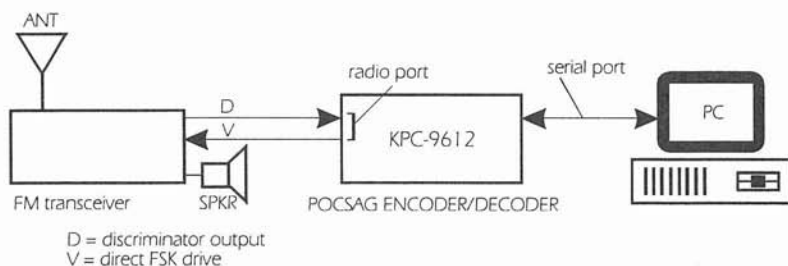 ANT
radio port
serial port
D
V
KPC-9612
PC
FM transceiver
SPKR
POCSAG ENCODER/DECODER
D = discriminator output
V = direct FSK drive